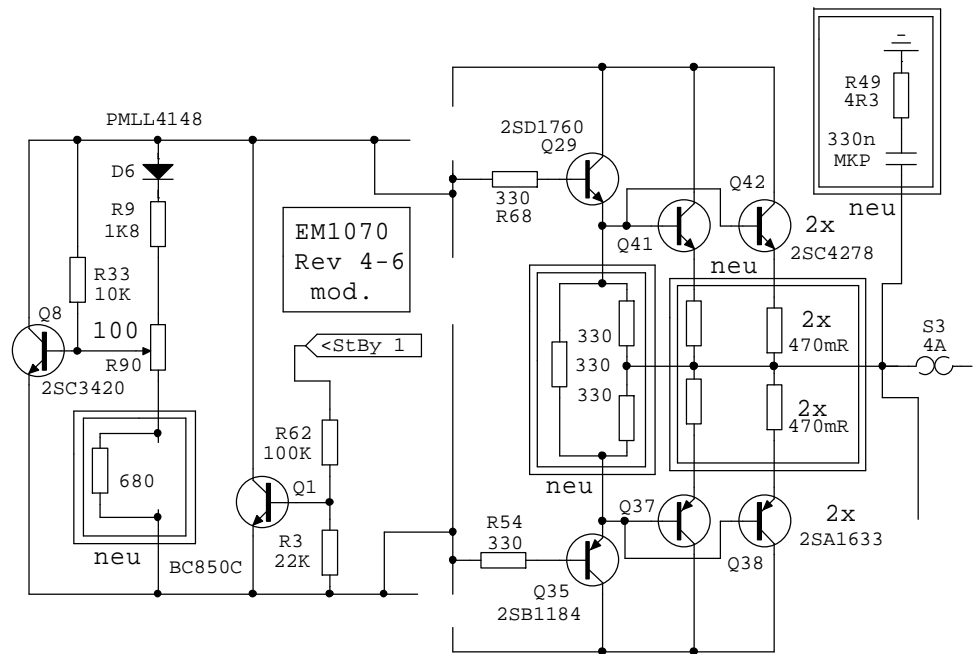 PMLL4148
D6
R9
1K8
R33
10K
Q8
100
R90
2SC3420
680
neu
BC850C
EM1070
Rev 4-6
mod.
<StBy 1
R62
100K
Q1
R3
22K
2SD1760
Q29
330
R68
Q41
neu
Q42
2x
2SC4278
R49
4R3
330n
MKP
neu
330
330
330
neu
2x
470mR
2x
470mR
S3
4A
R54
330
Q35
2SB1184
Q37
Q38
2x
2SA1633